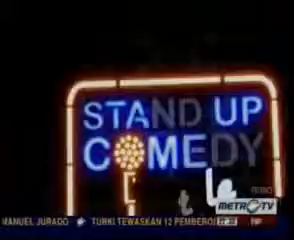 STAND UP
COMEDY
METRO TV
MANUEL JURADO TURKI TEWASKAN 12 PEMBERO